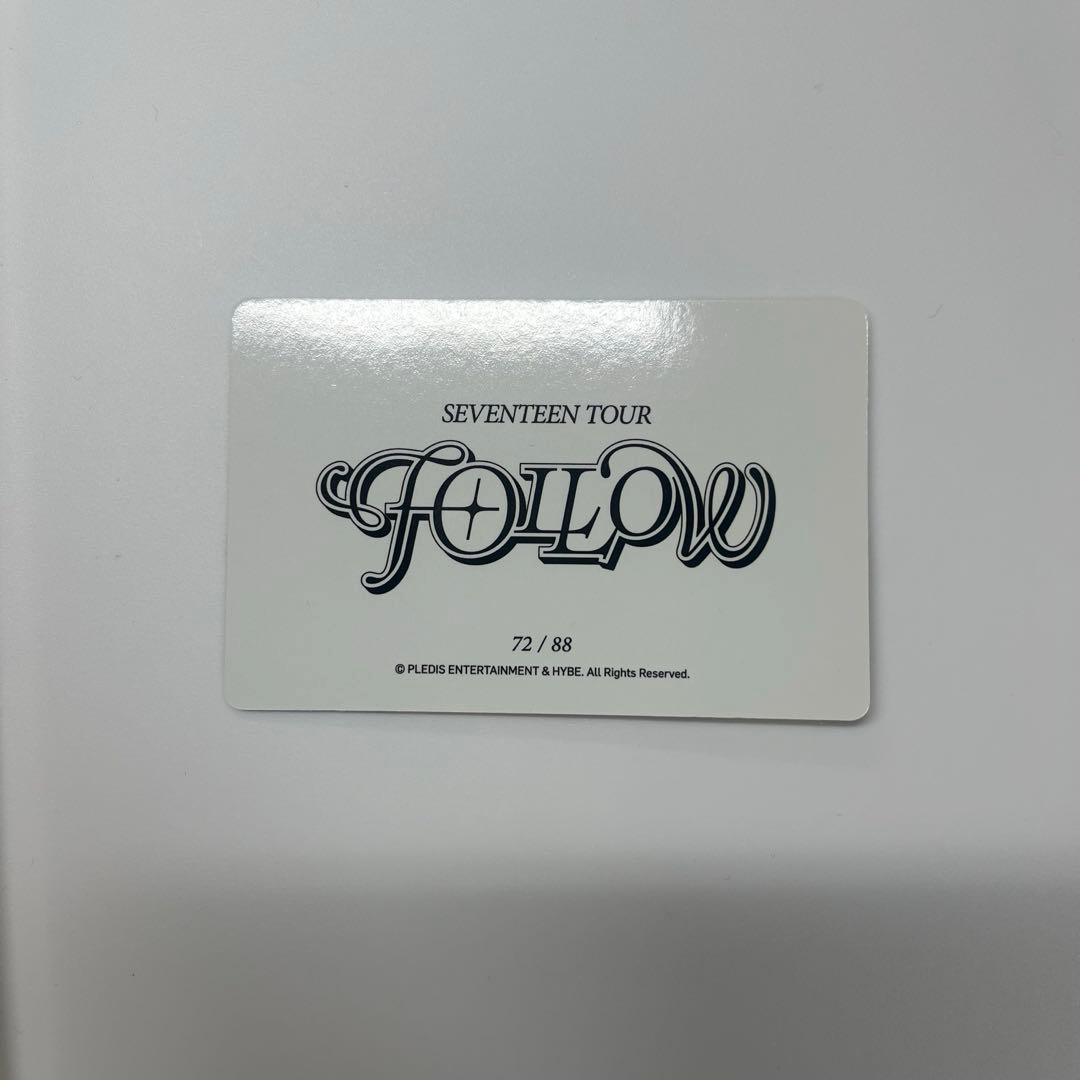 SEVENTEEN TOUR
FOLLOW
72 / 88
© PLEDIS ENTERTAINMENT & HYBE. All Rights Reserved.